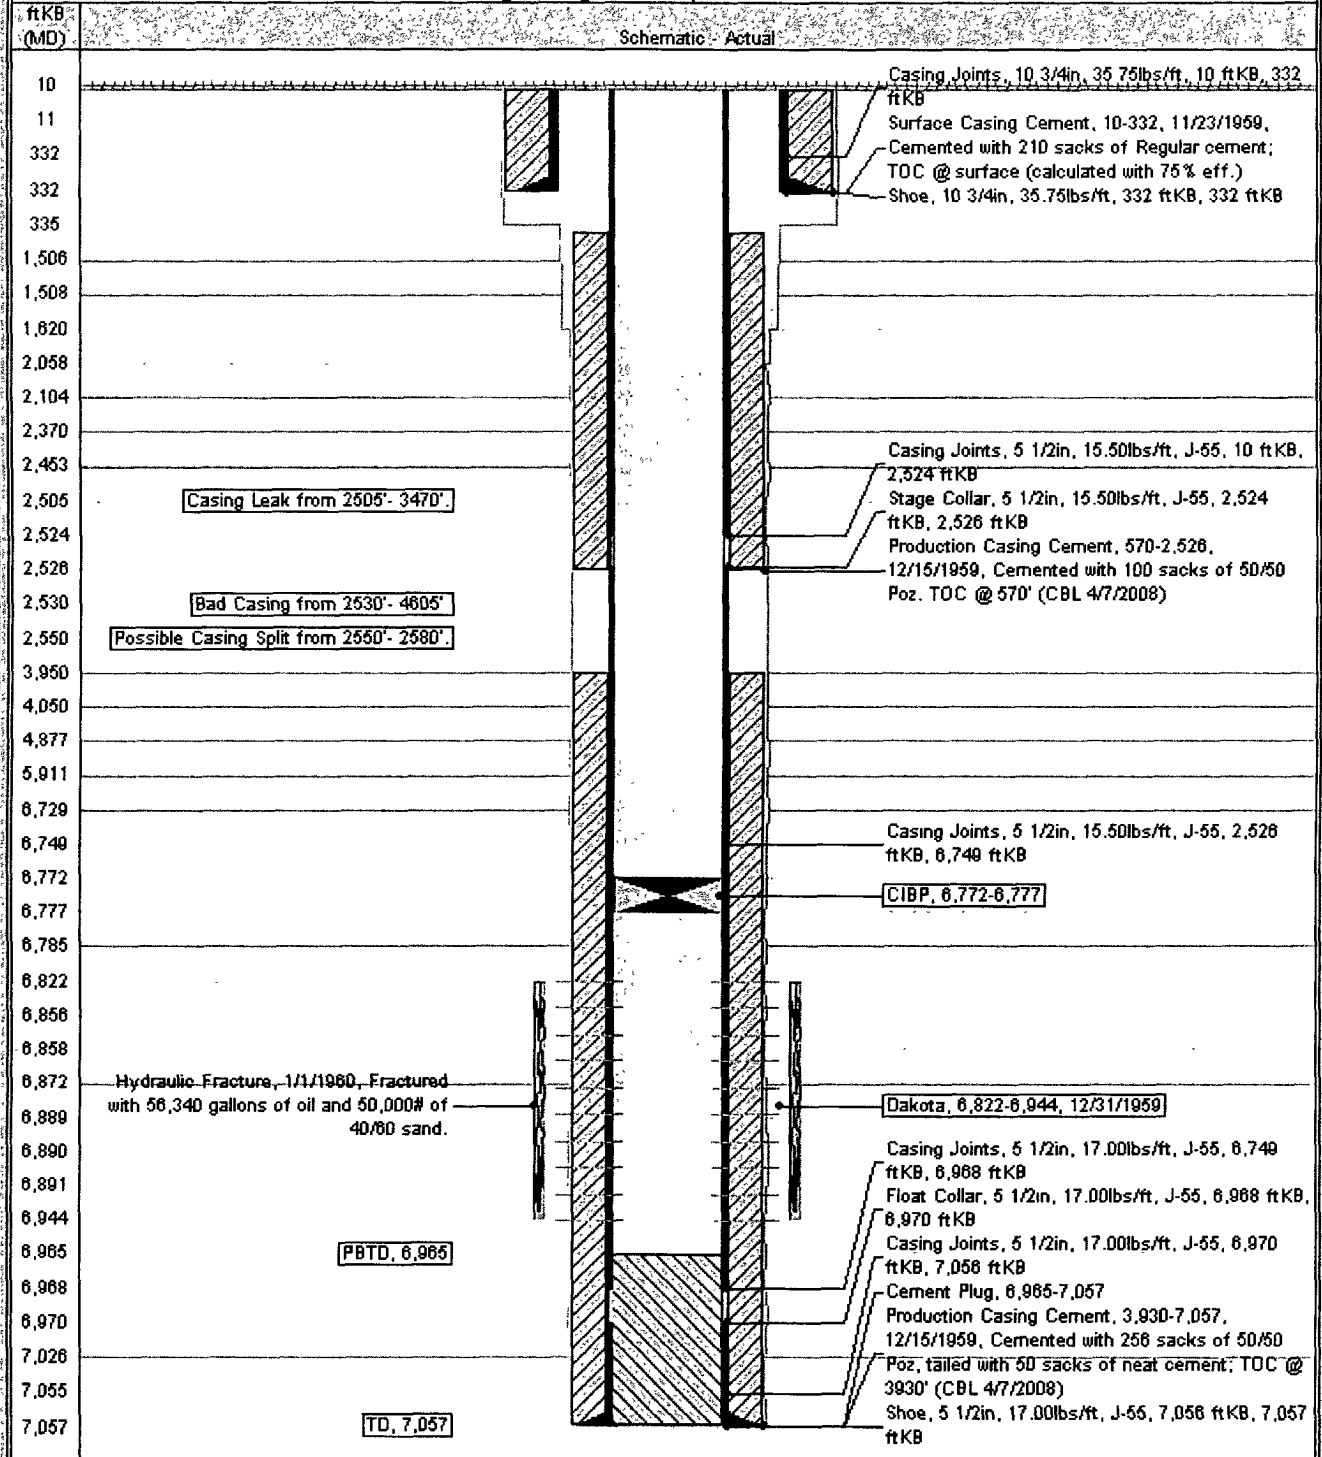 ftKB
(MD)
Schematic - Actual
10
11
332
332
335
1,506
1,508
1,620
2,058
2,104
2,370
2,453
2,505
2,524
2,526
2,530
2,550
3,950
4,050
4,877
5,911
6,729
6,749
6,772
6,777
6,785
6,822
6,856
6,858
6,872
6,889
6,890
6,891
6,944
6,965
6,968
6,970
7,026
7,055
7,057
Casing Leak from 2505'- 3470'.
Bad Casing from 2530'- 4605'
Possible Casing Split from 2550'- 2580'.
Hydraulic Fracture, 1/1/1960, Fractured
with 56,340 gallons of oil and 50,000# of
40/60 sand.
PBTD, 6,965
TD, 7,057
Casing Joints, 10 3/4in, 35.75lbs/ft, 10 ftKB, 332
ftKB
Surface Casing Cement, 10-332, 11/23/1959,
Cemented with 210 sacks of Regular cement;
TOC @ surface (calculated with 75% eff.)
Shoe, 10 3/4in, 35.75lbs/ft, 332 ftKB, 332 ftKB
Casing Joints, 5 1/2in, 15.50lbs/ft, J-55, 10 ftKB,
2,524 ftKB
Stage Collar, 5 1/2in, 15.50lbs/ft, J-55, 2,524
ftKB, 2,526 ftKB
Production Casing Cement, 570-2,526,
12/15/1959, Cemented with 100 sacks of 50/50
Poz. TOC @ 570' (CBL 4/7/2008)
Casing Joints, 5 1/2in, 15.50lbs/ft, J-55, 2,526
ftKB, 6,749 ftKB
CIBP, 6,772-6,777
Dakota, 6,822-6,944, 12/31/1959
Casing Joints, 5 1/2in, 17.00lbs/ft, J-55, 6,749
ftKB, 6,968 ftKB
Float Collar, 5 1/2in, 17.00lbs/ft, J-55, 6,968 ftKB,
6,970 ftKB
Casing Joints, 5 1/2in, 17.00lbs/ft, J-55, 6,970
ftKB, 7,056 ftKB
Cement Plug, 6,965-7,057
Production Casing Cement, 3,930-7,057,
12/15/1959, Cemented with 256 sacks of 50/50
Poz, tailed with 50 sacks of neat cement; TOC @
3930' (CBL 4/7/2008)
Shoe, 5 1/2in, 17.00lbs/ft, J-55, 7,056 ftKB, 7,057
ftKB